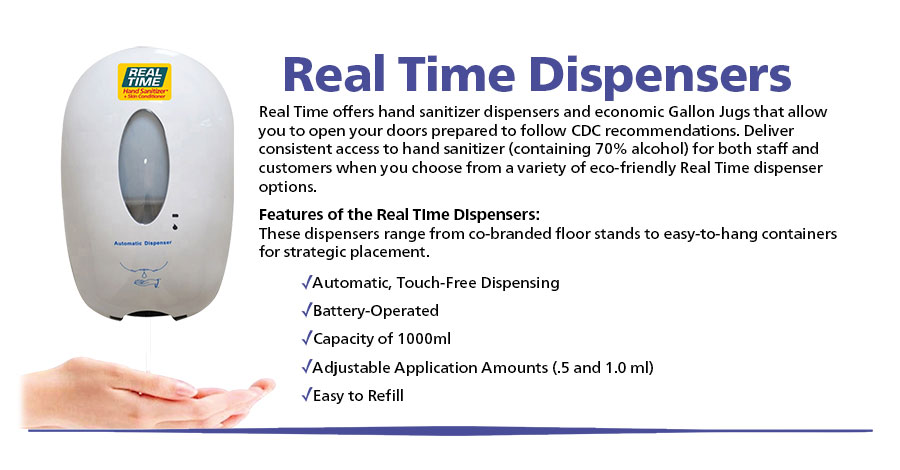 Real Time Dispensers
REAL
TIME
Hand Sanitizer+
+ Skin Conditioner
Automatic Dispenser
Real Time offers hand sanitizer dispensers and economic Gallon Jugs that allow
you to open your doors prepared to follow CDC recommendations. Deliver
consistent access to hand sanitizer (containing 70% alcohol) for both staff and
customers when you choose from a variety of eco-friendly Real Time dispenser
options.
Features of the Real Time Dispensers:
These dispensers range from co-branded floor stands to easy-to-hang containers
for strategic placement.
√Automatic, Touch-Free Dispensing
√Battery-Operated
√Capacity of 1000ml
√Adjustable Application Amounts (.5 and 1.0 ml)
√Easy to Refill